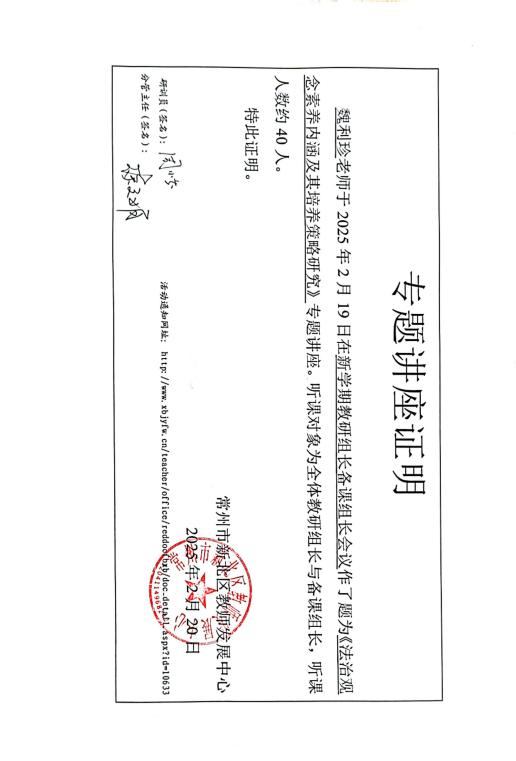 专题讲座证明
魏利珍老师于 2025 年 2 月 19 日在新学期教研组长备课组长会议作了题为《法治观
念素养内涵及其培养策略研究》专题讲座。听课对象为全体教研组长与备课组长，听课
人数约 40 人。
特此证明。
常州市新北区教师发展中心
2025 年 2 月 20 日
研训员（签名）：
分管主任（签名）：
活动通知网址：http://www.xbjyfw.cn/teacher/office/reddochxb/doc.detail.aspx?id=10633